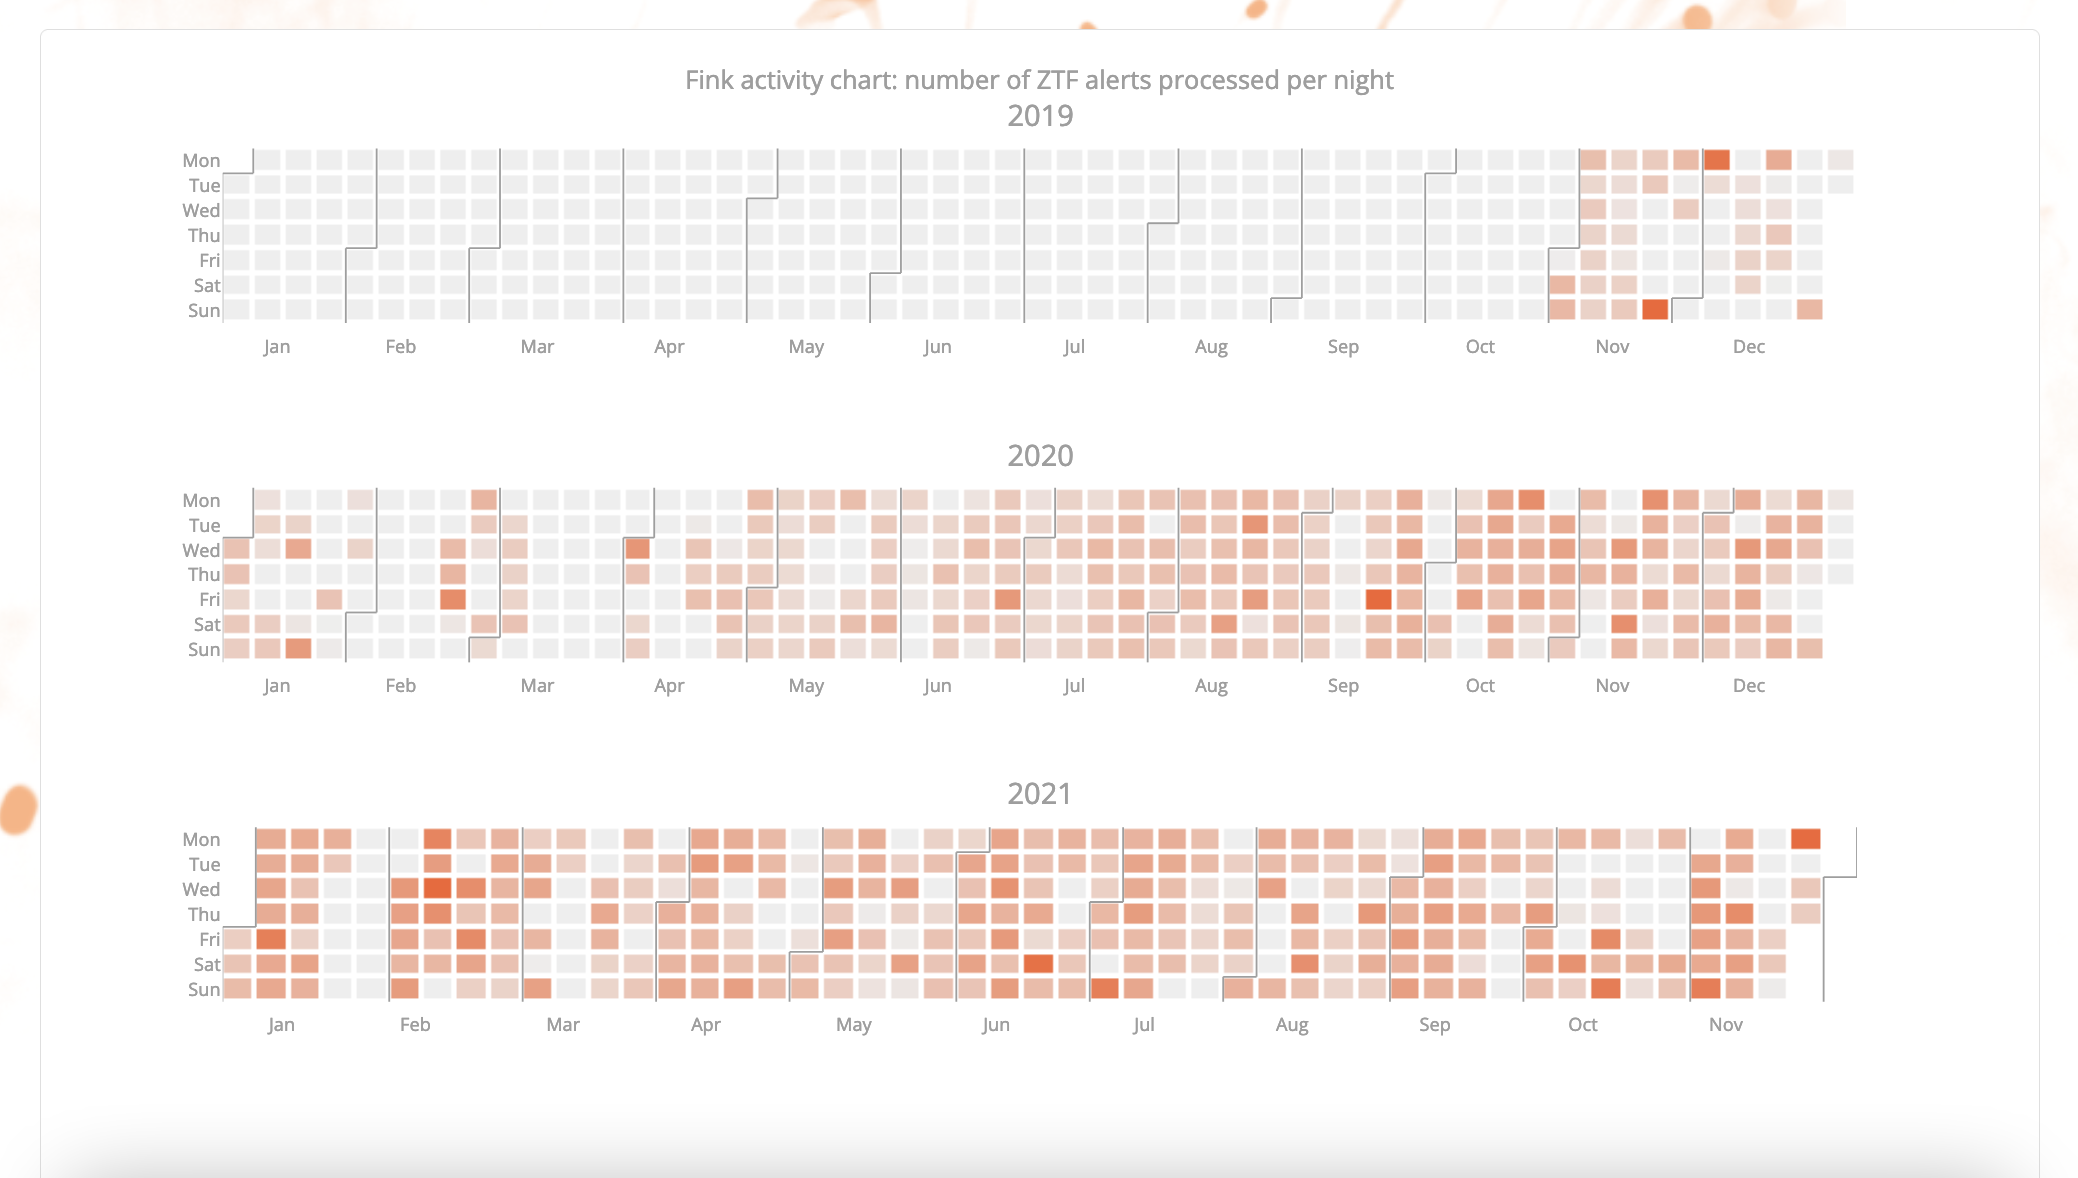 Fink activity chart: number of ZTF alerts processed per night
2019
Mon
Tue
Wed
Thu
Fri
Sat
Sun
Jan Feb Mar Apr May Jun Jul Aug Sep Oct Nov Dec
2020
Mon
Tue
Wed
Thu
Fri
Sat
Sun
Jan Feb Mar Apr May Jun Jul Aug Sep Oct Nov Dec
2021
Mon
Tue
Wed
Thu
Fri
Sat
Sun
Jan Feb Mar Apr May Jun Jul Aug Sep Oct Nov